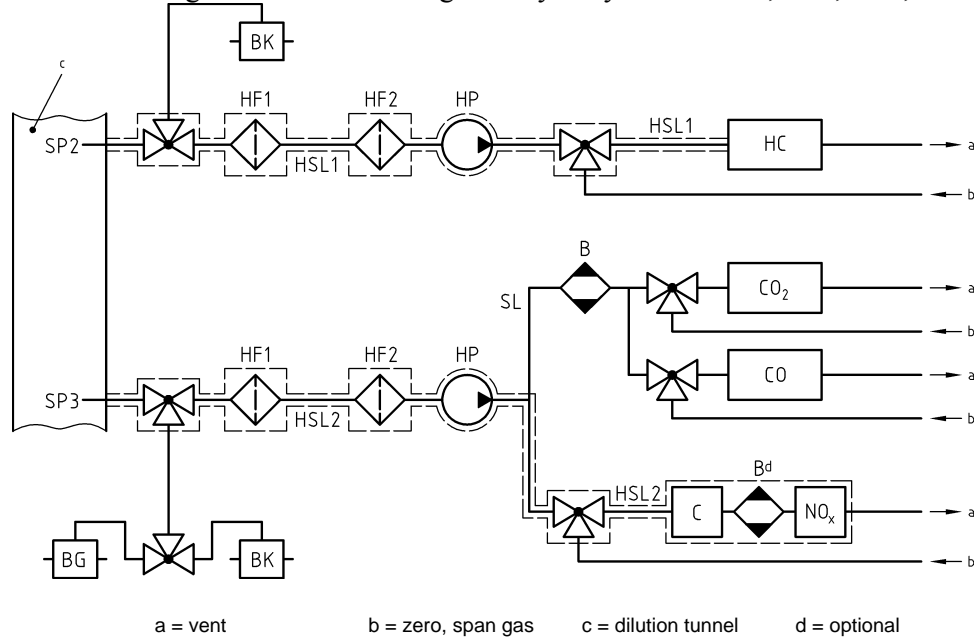 BK
c
HF1
HF2
HP
HSL1
SP2
HSL1
HC
a
b
B
SL
CO₂
a
b
HF1
HF2
HP
CO
a
SP3
HSL2
b
Bᵈ
HSL2
C
NOₓ
a
BG
BK
b
a = vent
b = zero, span gas
c = dilution tunnel
d = optional